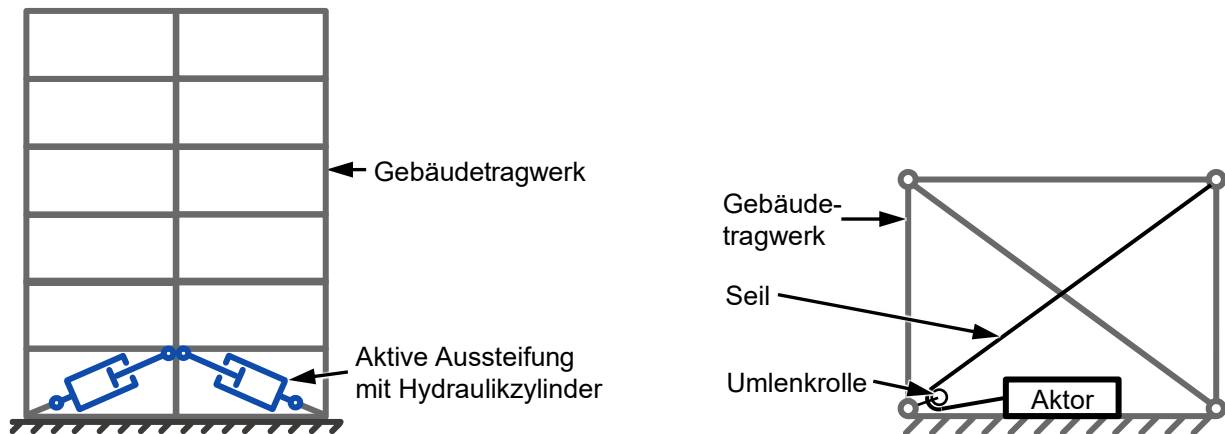 Gebäudetragwerk
Aktive Aussteifung
mit Hydraulikzylinder
Gebäude-
tragwerk
Seil
Umlenkrolle
Aktor